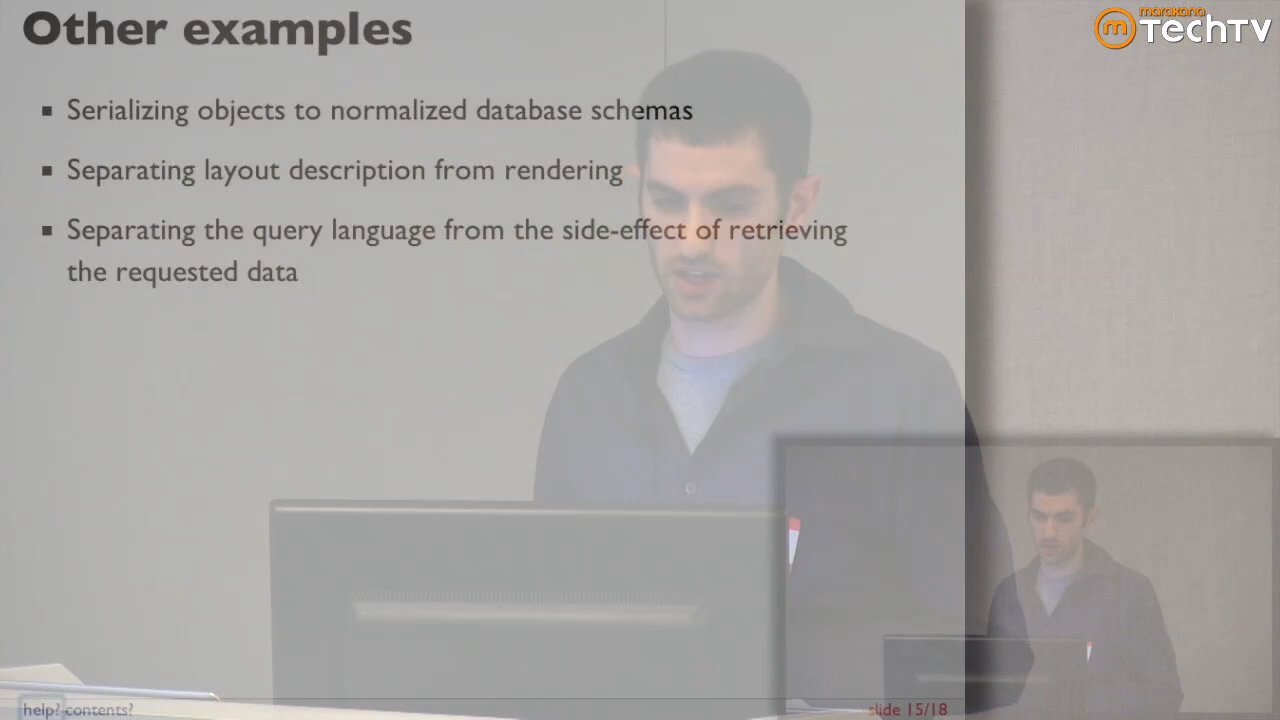 Other examples
marakana
m TechTV
Serializing objects to normalized database schemas
Separating layout description from rendering
Separating the query language from the side-effect of retrieving
the requested data
help? contents?
slide 15/18